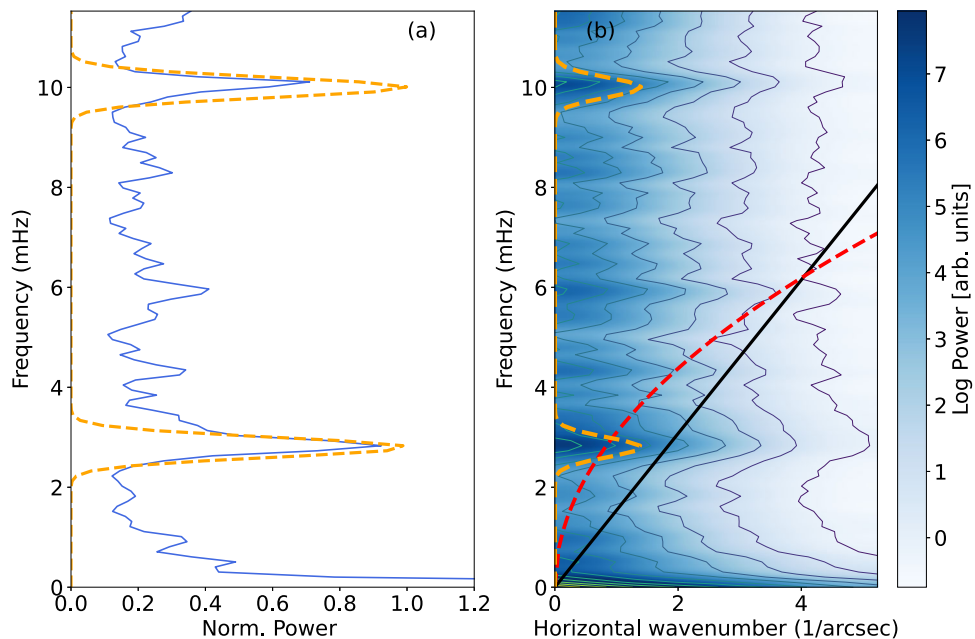 (a)
Frequency (mHz)
10
8
6
4
2
0
0.0 0.2 0.4 0.6 0.8 1.0 1.2
Norm. Power
(b)
Frequency (mHz)
10
8
6
4
2
0
0 2 4
Horizontal wavenumber (1/arcsec)
7
6
5
4
3
2
1
0
Log Power [arb. units]